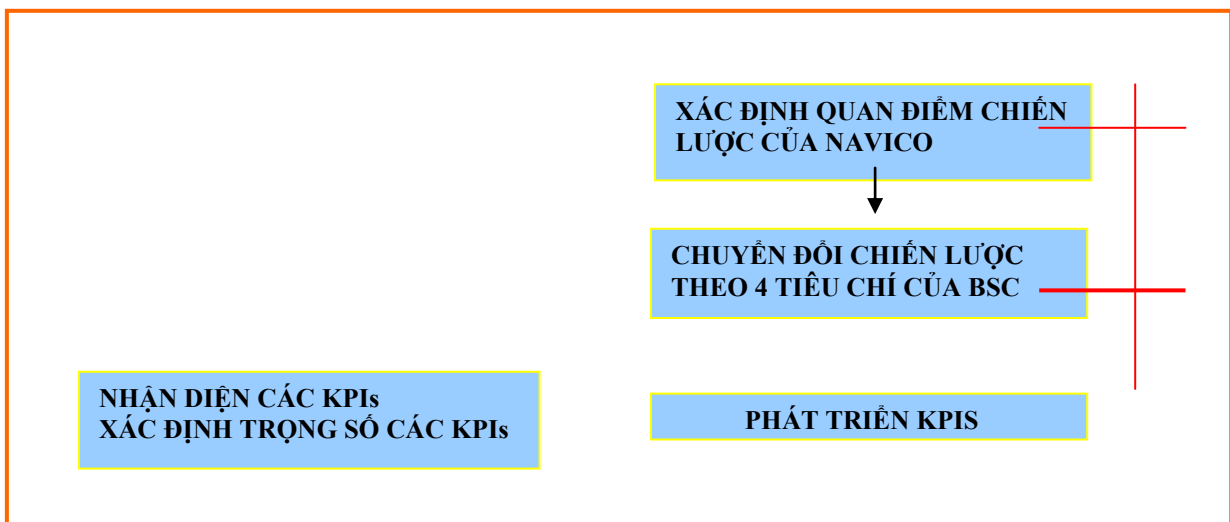 XÁC ĐỊNH QUAN ĐIỂM CHIẾN
LƯỢC CỦA NAVICO
CHUYỂN ĐỔI CHIẾN LƯỢC
THEO 4 TIÊU CHÍ CỦA BSC
NHẬN DIỆN CÁC KPIs
XÁC ĐỊNH TRỌNG SỐ CÁC KPIs
PHÁT TRIỂN KPIS